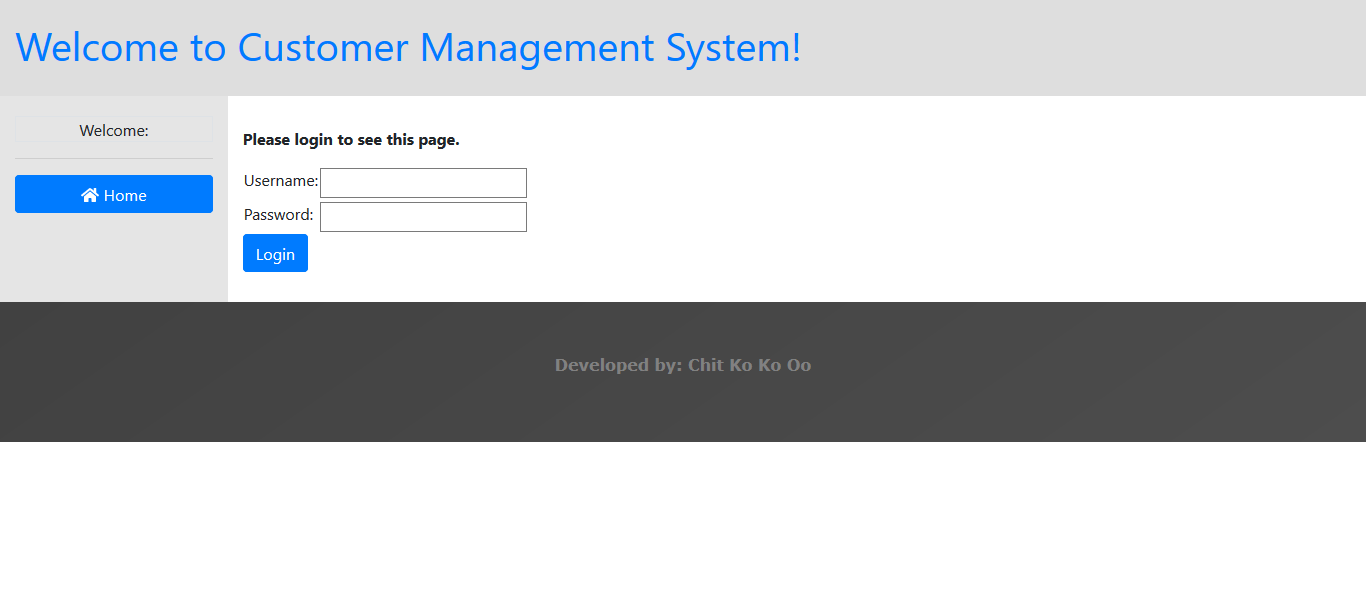 Welcome to Customer Management System!
Welcome:
Home
Please login to see this page.
Username:
Password:
Login
Developed by: Chit Ko Ko Oo